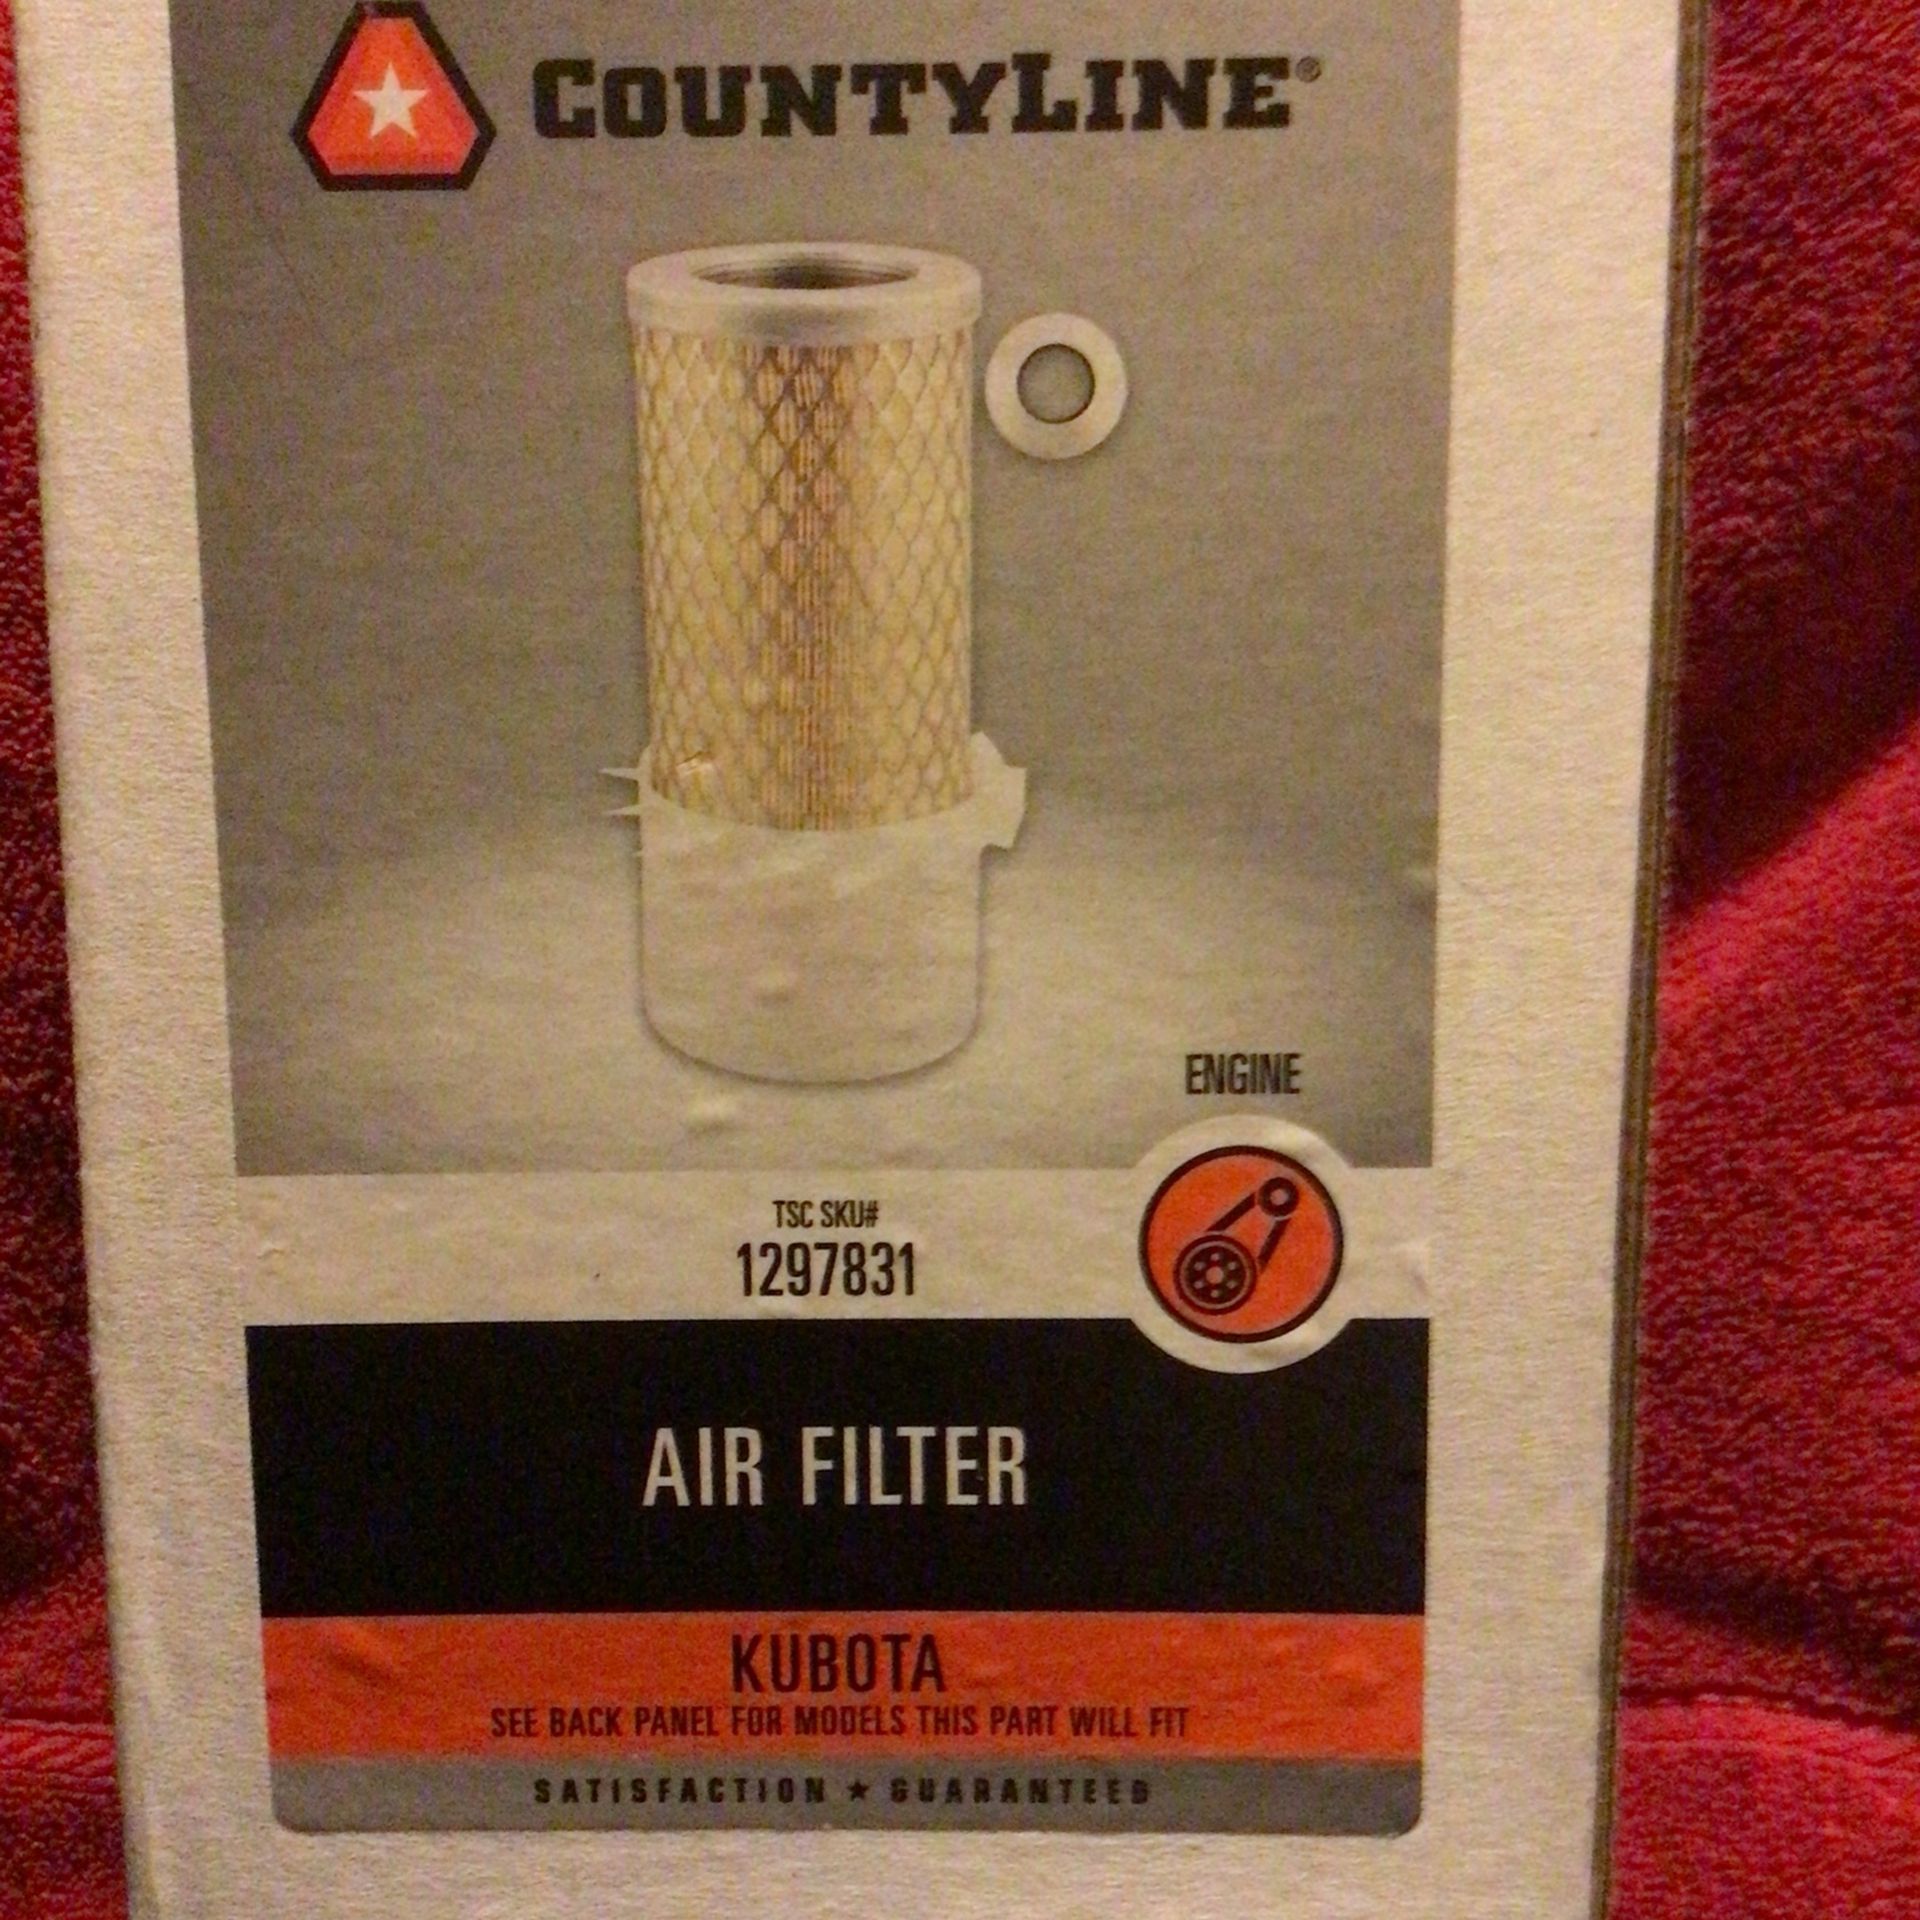 COUNTYLINE®
ENGINE
TSC SKU#
1297831
AIR FILTER
KUBOTA
SEE BACK PANEL FOR MODELS THIS PART WILL FIT
SATISFACTION ★ GUARANTEED